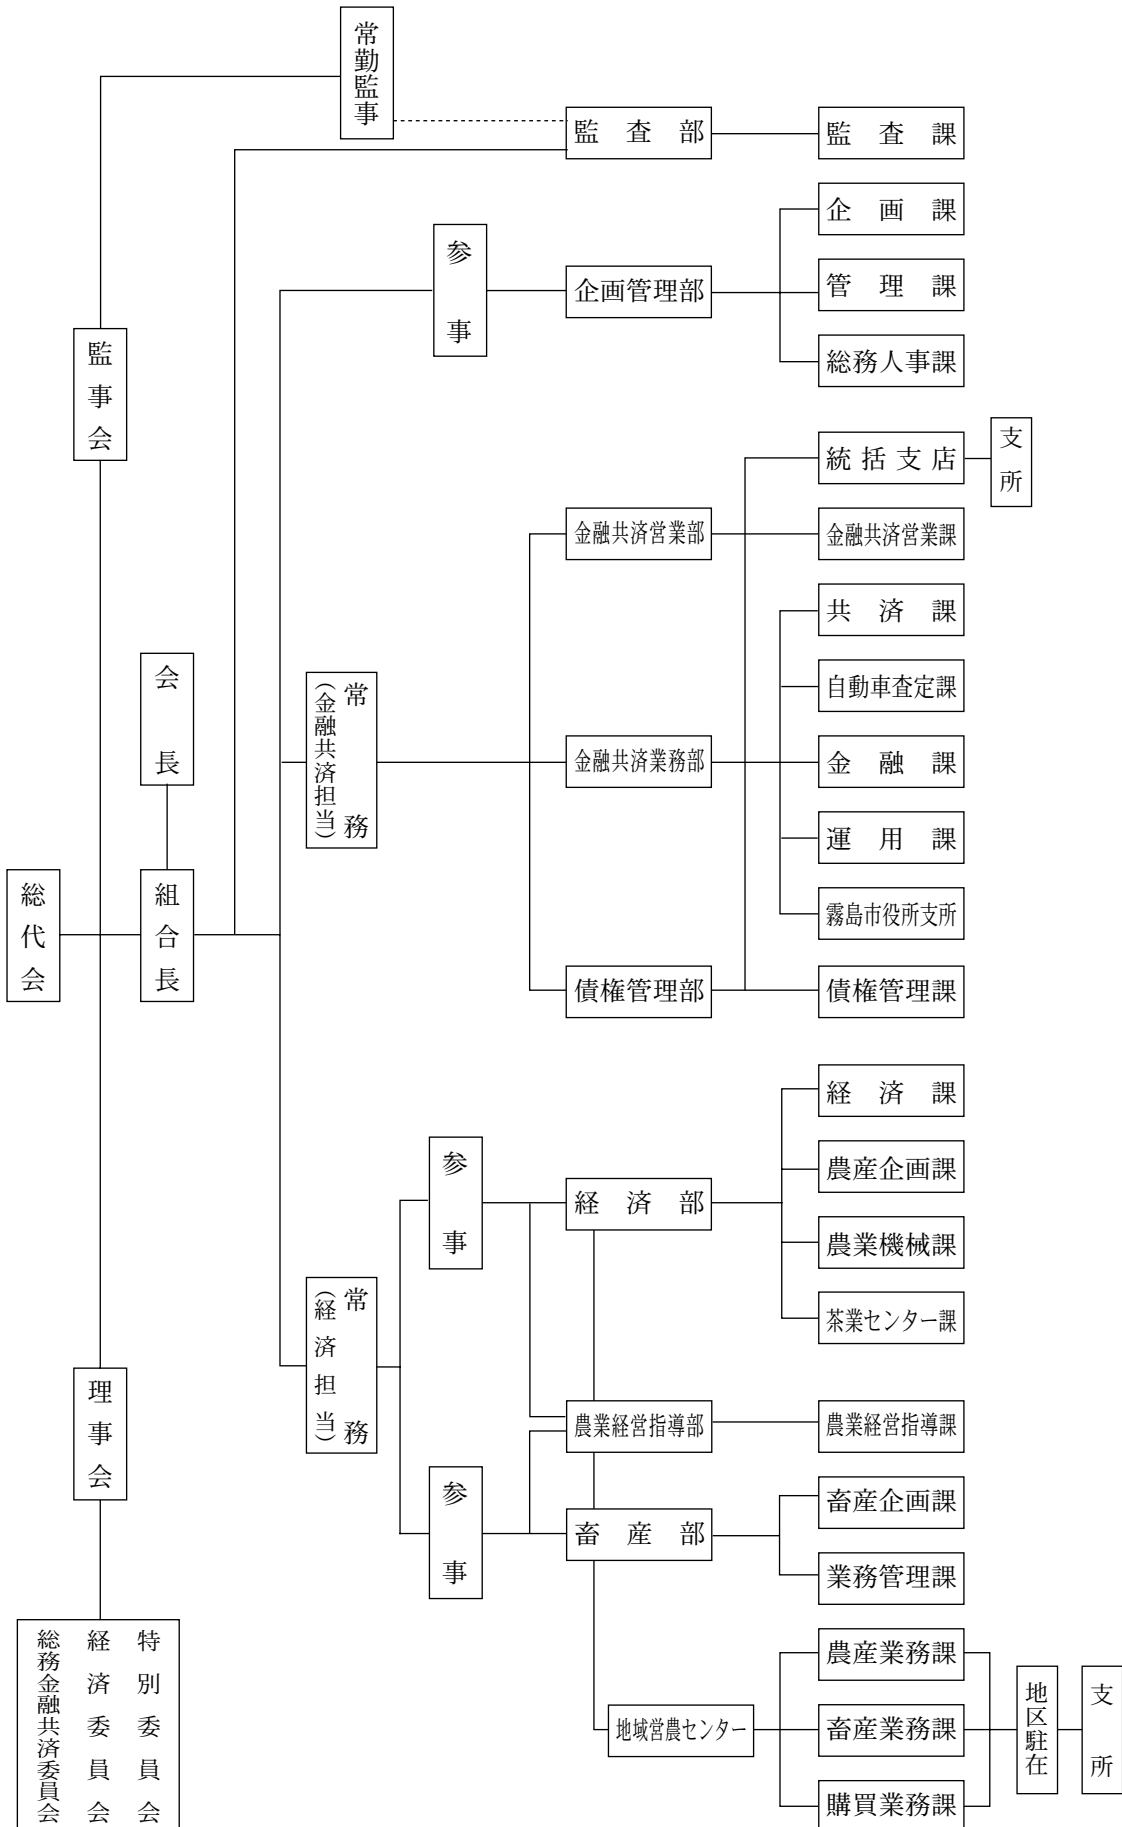 常勤監事
監査部
監査課
企画課
参事
企画管理部
管理課
総務人事課
監事会
統括支店
支所
金融共済営業部
金融共済営業課
共済課
会長
常務
(金融共済担当)
自動車査定課
金融共済業務部
金融課
運用課
総代会
組合長
霧島市役所支所
債権管理部
債権管理課
経済課
参事
農産企画課
経済部
農業機械課
常務
(経済担当)
茶業センター課
理事会
農業経営指導部
農業経営指導課
参事
畜産企画課
畜産部
業務管理課
特別委員会
経済委員会
総務金融共済委員会
農産業務課
地域営農センター
畜産業務課
地区駐在
支所
購買業務課